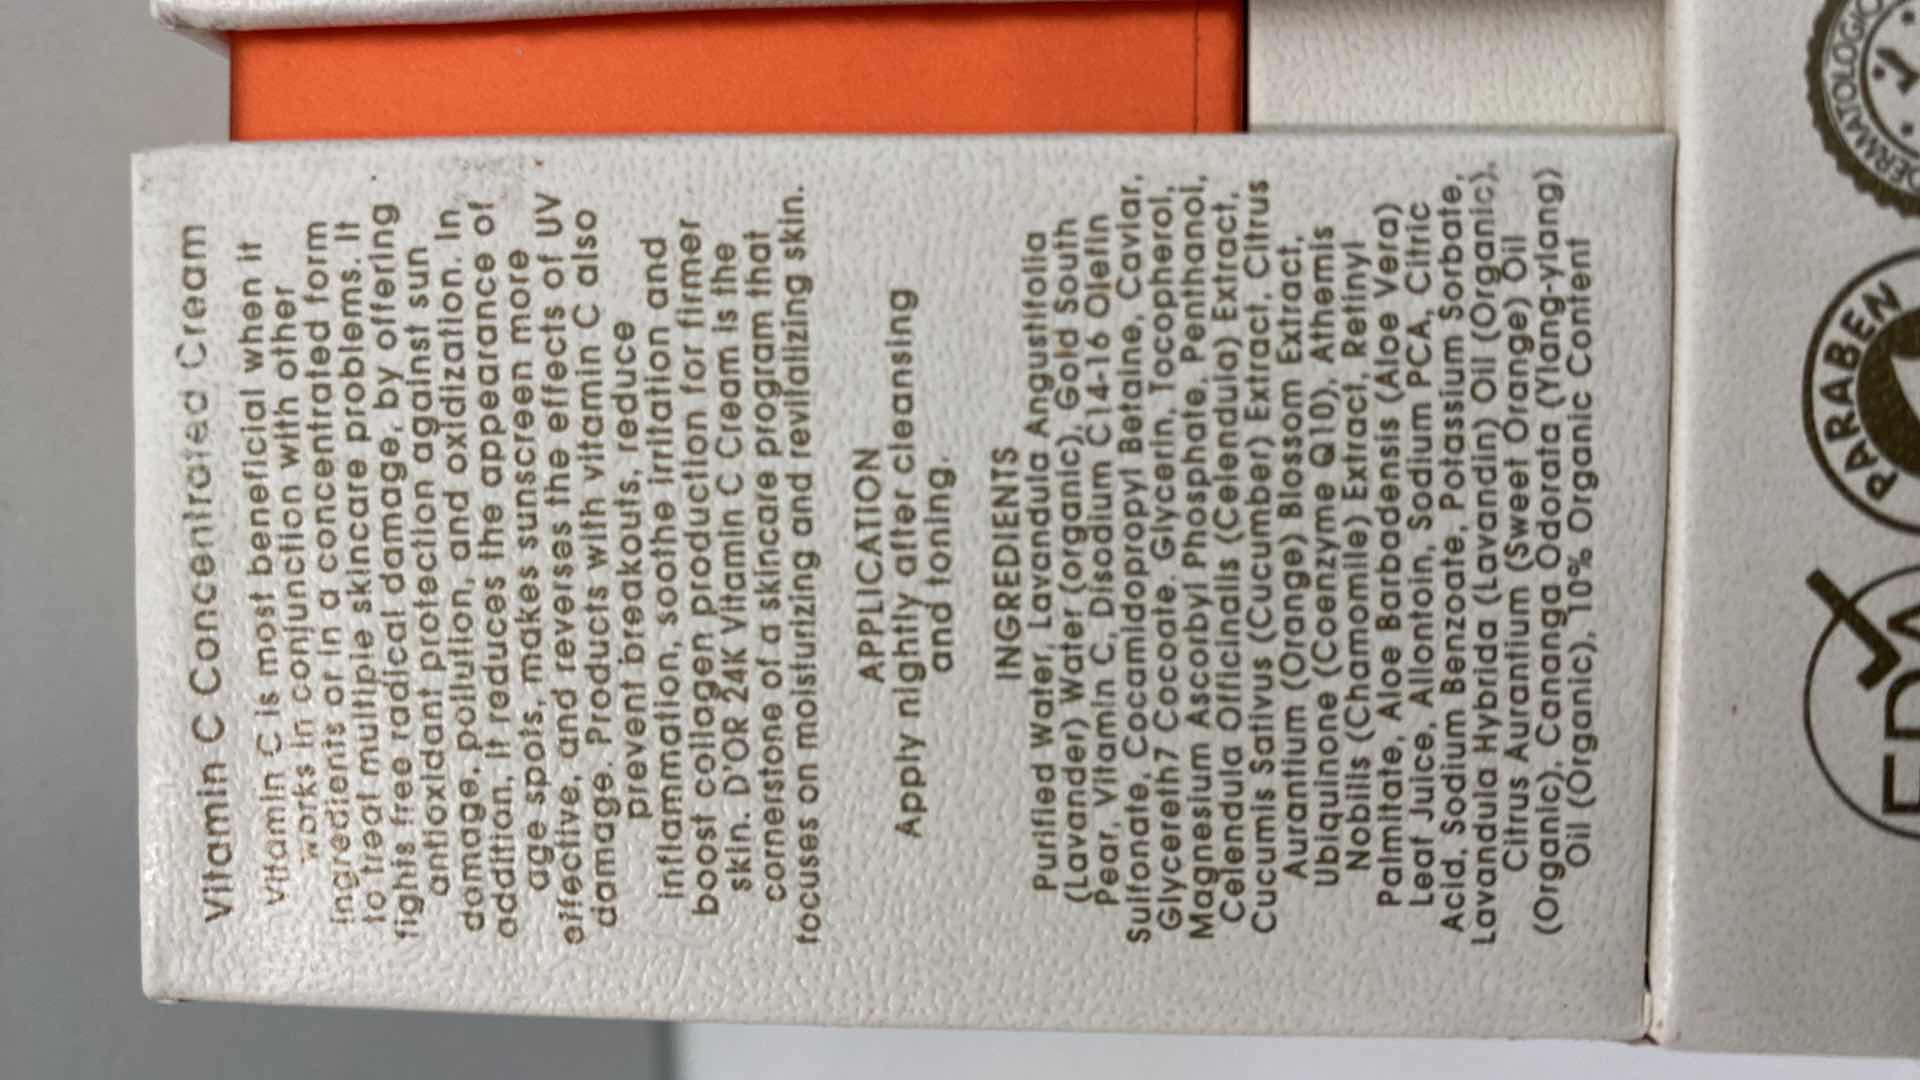 Vitamin C Concentrated Cream
Vitamin C is most beneficial when it
works in conjunction with other
ingredients or in a concentrated form
to treat multiple skincare problems. It
fights free radical damage, by offering
antioxidant protection against sun
damage, pollution, and oxidization. In
addition, it reduces the appearance of
age spots, makes sunscreen more
effective, and reverses the effects of UV
damage. Products with vitamin C also
prevent breakouts, reduce
inflammation, soothe irritation and
boost collagen production for firmer
skin. D'OR 24K Vitamin C Cream is the
cornerstone of a skincare program that
focuses on moisturizing and revitalizing skin.
APPLICATION
Apply nightly after cleansing
and toning.
INGREDIENTS
Purified Water, Lavandula Angustifolia
(Lavander) Water (organic), Gold South
Pear, Vitamin C, Disodium C14-16 Olefin
Sulfonate, Cocamidopropyl Betaine, Caviar,
Glycereth7 Cocoate, Glycerin, Tocopherol,
Magnesium Ascorbyl Phosphate, Penthanol,
Celendula Officinalis (Celendula) Extract,
Cucumis Sativus (Cucumber) Extract, Citrus
Aurantium (Orange) Blossom Extract,
Ubiquinone (Coenzyme Q10), Athemis
Nobilis (Chamomile) Extract, Retinyl
Palmitate, Aloe Barbadensis (Aloe Vera)
Leaf Juice, Allontoin, Sodium PCA, Citric
Acid, Sodium Benzoate, Potassium Sorbate,
Lavandula Hybrida (Lavandin) Oil (Organic),
Citrus Aurantium (Sweet Orange) Oil
(Organic), Cananga Odorata (Ylang-ylang)
Oil (Organic), 10% Organic Content
PARABEN